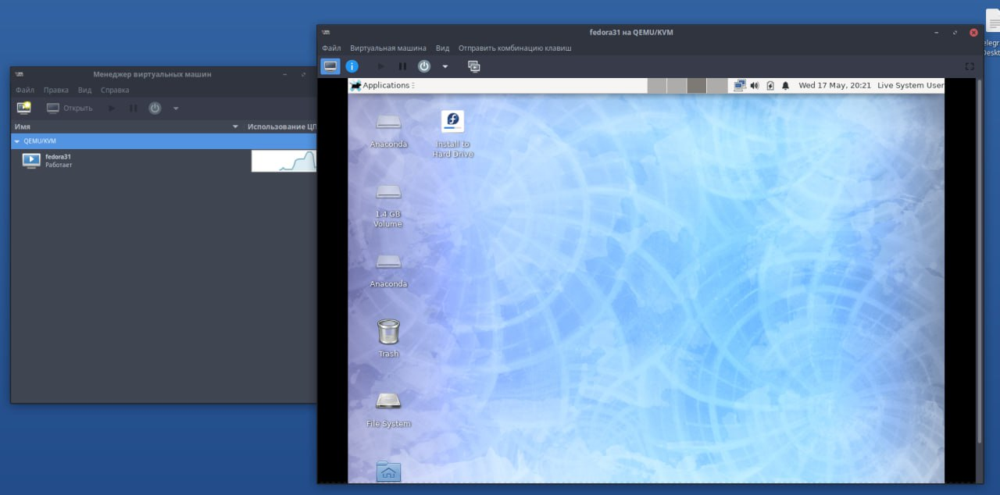 Менеджер виртуальных машин
Файл Правка Вид Справка
Открыть
Имя Использование ЦП
QEMU/KVM
fedora31
Работает
fedora31 на QEMU/KVM
Файл Виртуальная машина Вид Отправить комбинацию клавиш
Applications Wed 17 May, 20:21 Live System User
Anaconda
Install to
Hard Drive
1.4 GB
Volume
Anaconda
Trash
File System